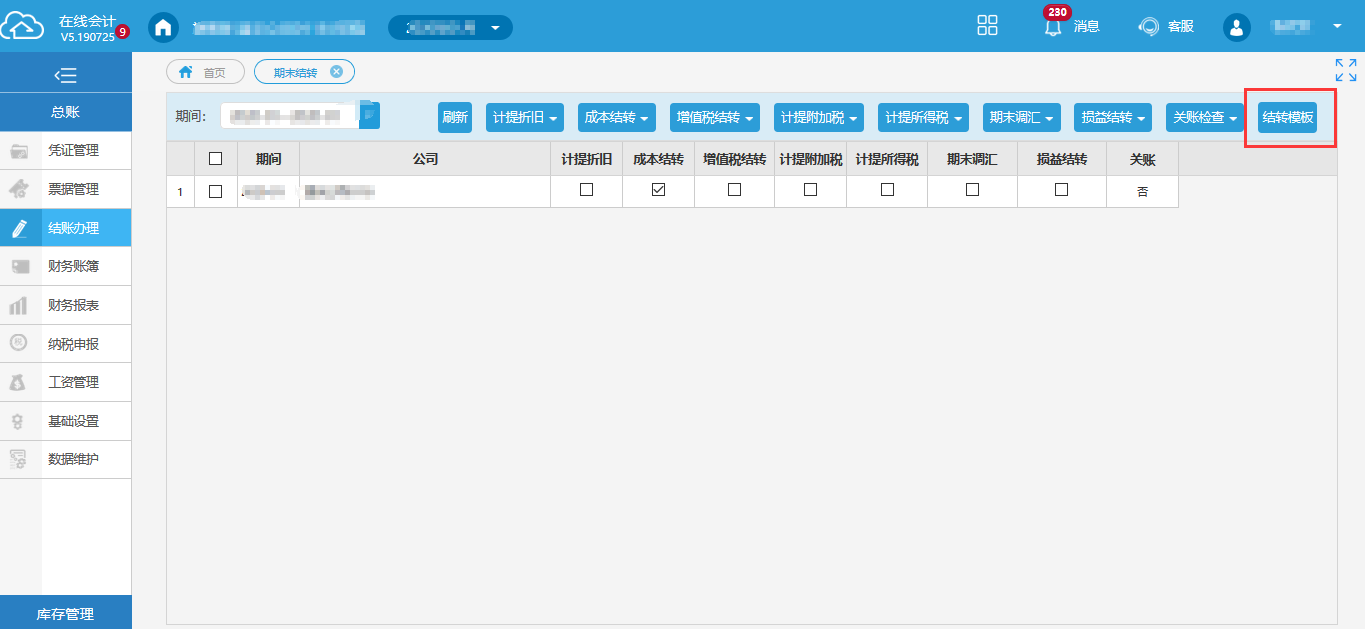 在线会计
V5.190725
9
230
消息
客服
总账
凭证管理
票据管理
结账办理
财务账簿
财务报表
纳税申报
工资管理
基础设置
数据维护
库存管理
首页
期末结转
期间:
刷新
计提折旧
成本结转
增值税结转
计提附加税
计提所得税
期末调汇
损益结转
关账检查
结转模板
期间 公司 计提折旧 成本结转 增值税结转 计提附加税 计提所得税 期末调汇 损益结转 关账
1 否